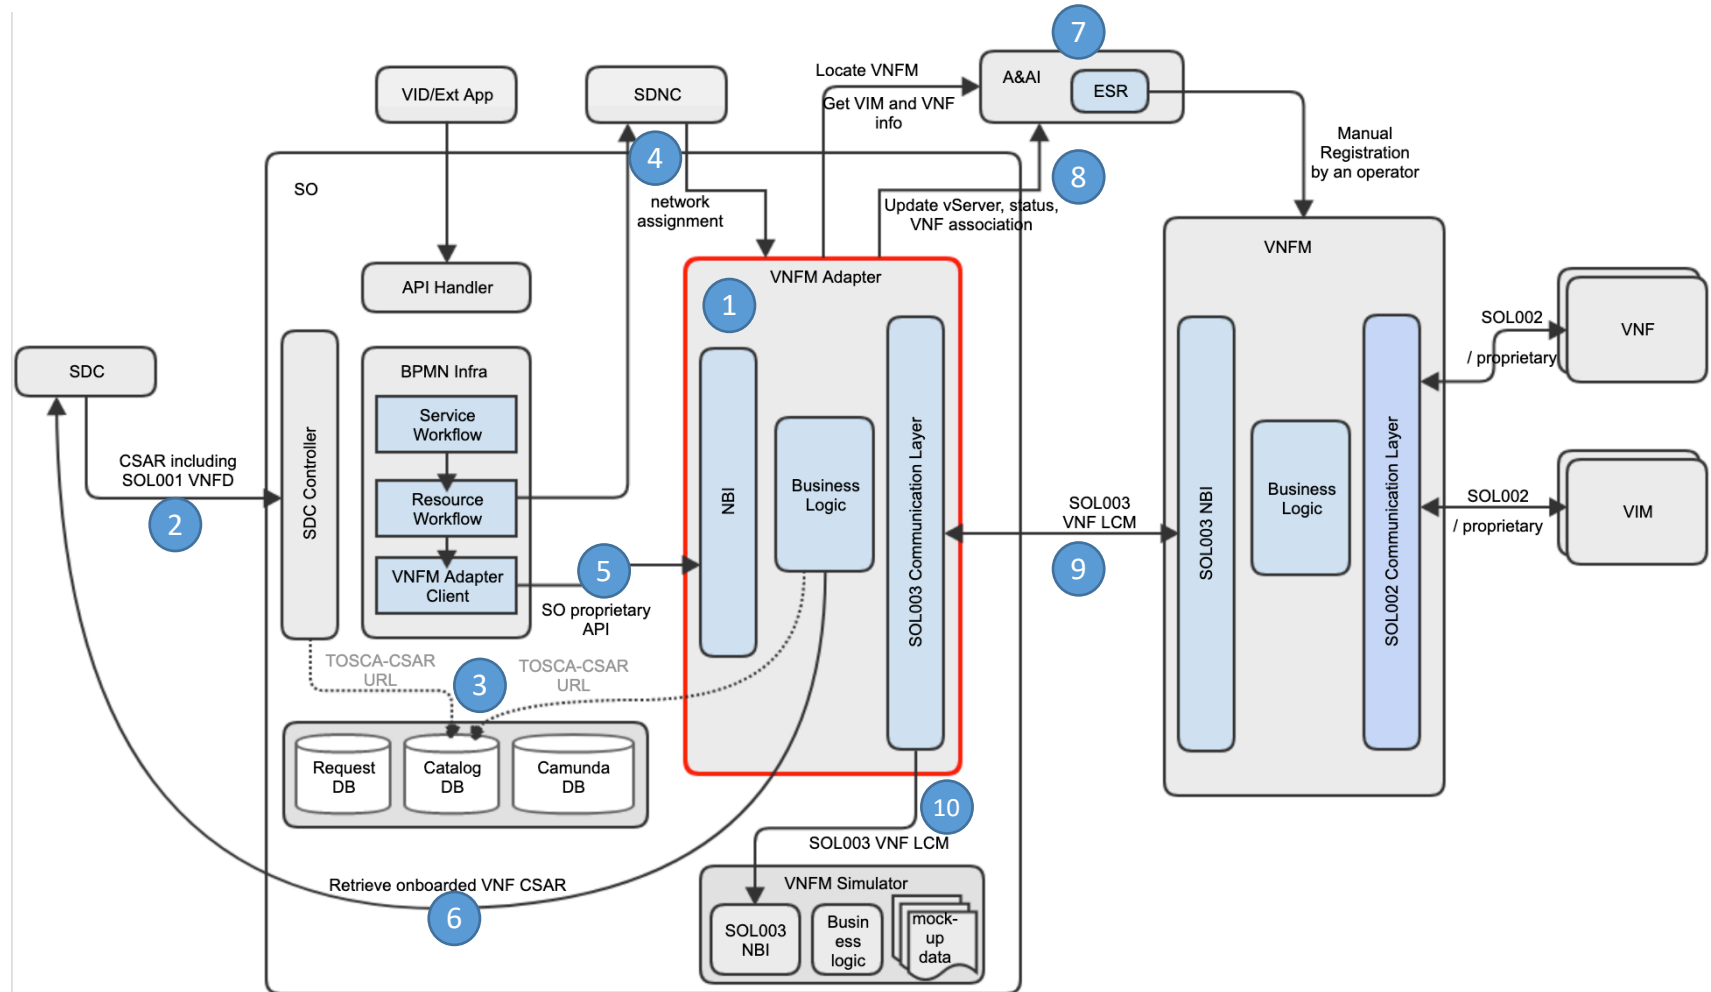 7
A&AI
ESR
Locate VNFM
Get VIM and VNF
info
VID/Ext App
SDNC
4
network
assignment
8
Update vServer, status,
VNF association
Manual
Registration
by an operator
SO
API Handler
SDC
CSAR including
SOL001 VNFD
2
SDC Controller
BPMN Infra
Service
Workflow
Resource
Workflow
VNFM Adapter
Client
5
SO proprietary
API
VNFM Adapter
1
NBI
Business
Logic
SOL003 Communication Layer
SOL003
VNF LCM
9
VNFM
SOL003 NBI
Business
Logic
SOL002 Communication Layer
SOL002
/ proprietary
VNF
SOL002
/ proprietary
VIM
TOSCA-CSAR
URL
3
TOSCA-CSAR
URL
Request
DB
Catalog
DB
Camunda
DB
10
SOL003 VNF LCM
Retrieve onboarded VNF CSAR
6
VNFM Simulator
SOL003
NBI
Busin
ess
logic
mock-
up
data